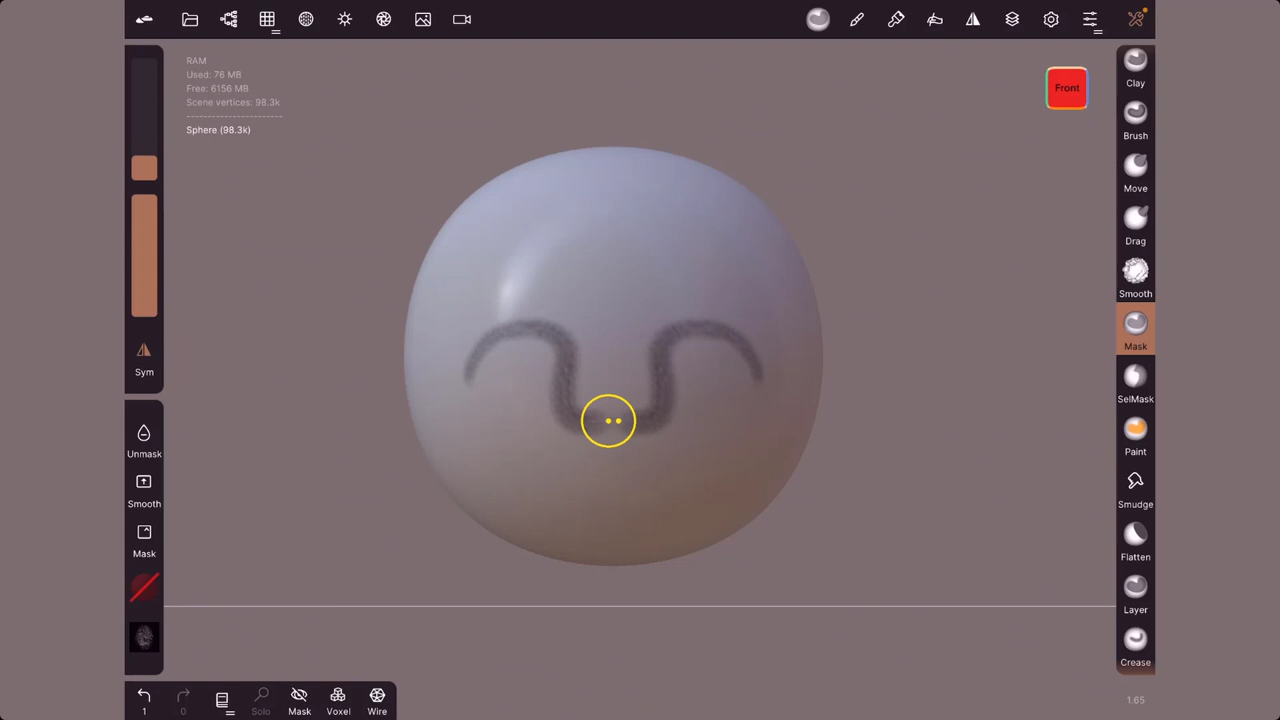 RAM
Used: 76 MB
Free: 6156 MB
Scene vertices: 98.3k
----------------------------
Sphere (98.3k)
Front
Sym
Unmask
Smooth
Mask
1
0
Solo
Mask
Voxel
Wire
Clay
Brush
Move
Drag
Smooth
Mask
SelMask
Paint
Smudge
Flatten
Layer
Crease
1.65